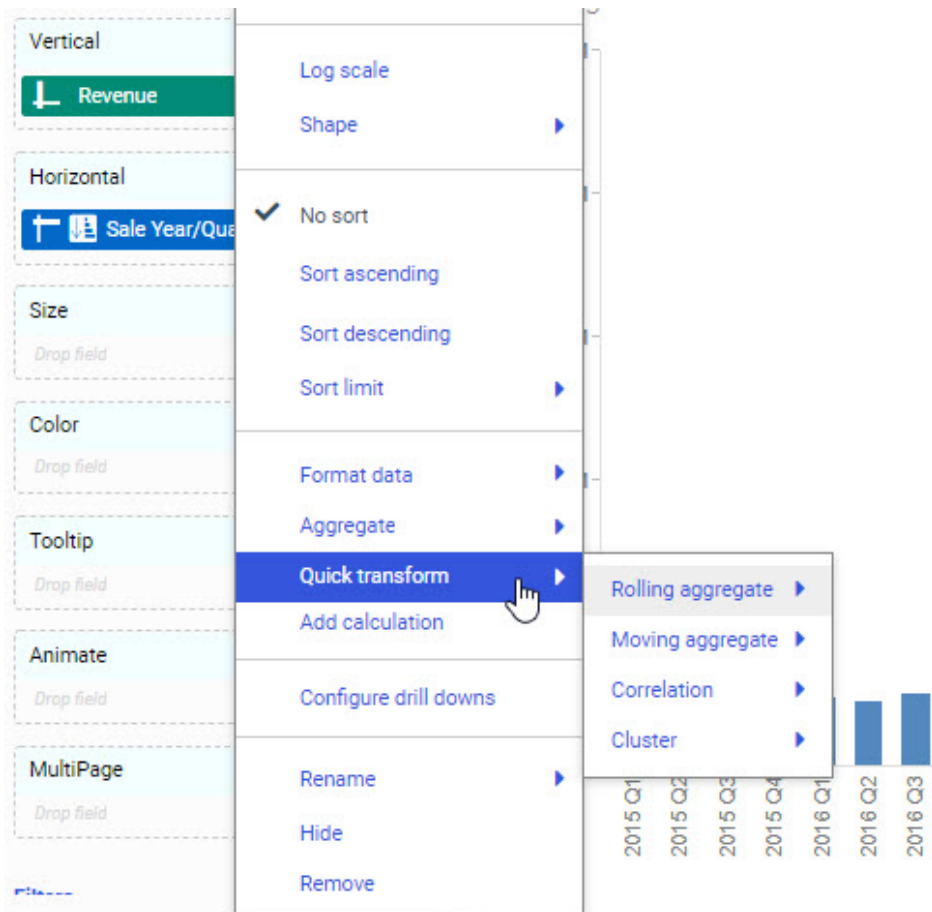 Vertical
Revenue
Horizontal
Sale Year/Qua
Size
Drop field
Color
Drop field
Tooltip
Drop field
Animate
Drop field
MultiPage
Drop field
Log scale
Shape
No sort
Sort ascending
Sort descending
Sort limit
Format data
Aggregate
Quick transform
Add calculation
Configure drill downs
Rename
Hide
Remove
Rolling aggregate
Moving aggregate
Correlation
Cluster
2015 Q1
2015 Q2
2015 Q3
2015 Q4
2016 Q1
2016 Q2
2016 Q3